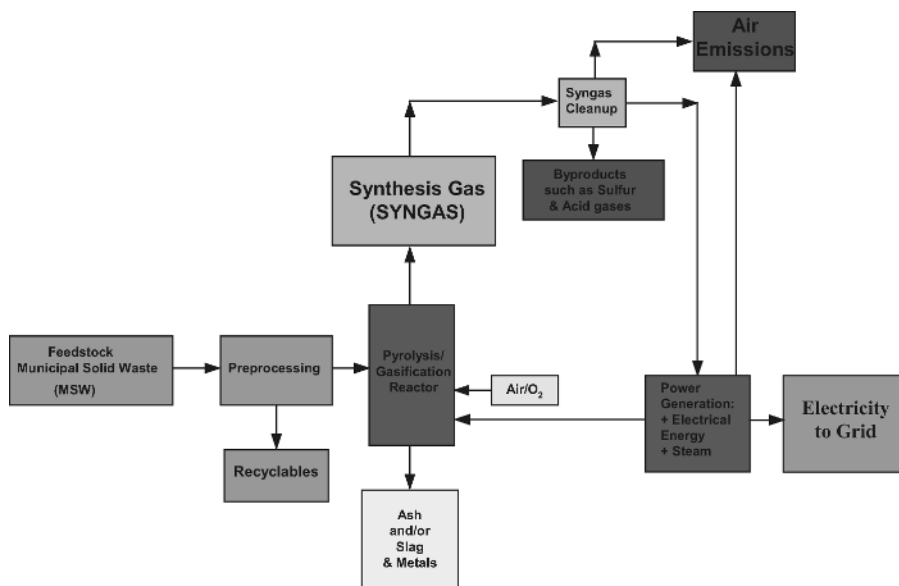 Air
Emissions
Syngas
Cleanup
Byproducts
such as Sulfur
& Acid gases
Synthesis Gas
(SYNGAS)
Feedstock
Municipal Solid Waste
(MSW)
Preprocessing
Pyrolysis/
Gasification
Reactor
Air/O₂
Power
Generation:
+ Electrical
Energy
+ Steam
Electricity
to Grid
Recyclables
Ash
and/or
Slag
& Metals